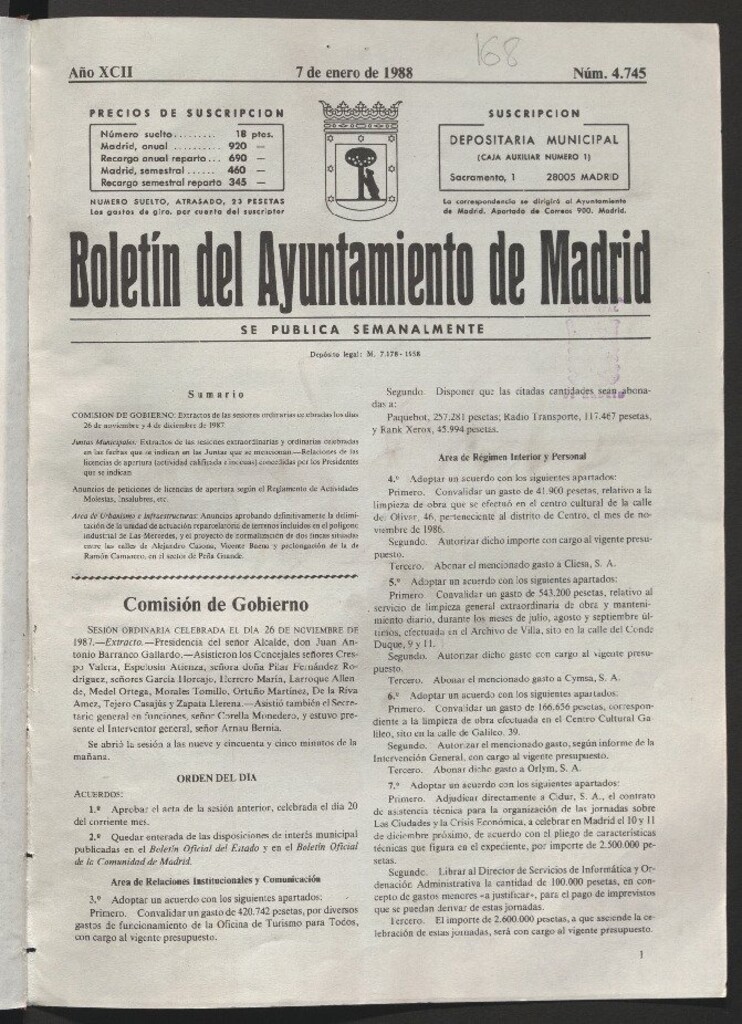 168
Año XCII
7 de enero de 1988
Núm. 4.745
PRECIOS DE SUSCRIPCION
Número suelto......... 18 ptas.
Madrid, anual .......... 920 —
Recargo anual reparto... 690 —
Madrid, semestral ...... 460 —
Recargo semestral reparto 345 —
NUMERO SUELTO, ATRASADO, 23 PESETAS
Los gastos de giro, por cuenta del suscriptor
SUSCRIPCION
DEPOSITARIA MUNICIPAL
(CAJA AUXILIAR NUMERO 1)
Sacramento, 1 28005 MADRID
La correspondencia se dirigirá al Ayuntamiento
de Madrid. Apartado de Correos 900. Madrid.
Boletín del Ayuntamiento de Madrid
SE PUBLICA SEMANALMENTE
Depósito legal: M. 7.178-1958
Sumario
COMISION DE GOBIERNO: Extractos de las sesiones ordinarias celebradas los días
26 de noviembre y 4 de diciembre de 1987
Juntas Municipales: Extractos de las sesiones extraordinarias y ordinarias celebradas
en las fechas que se indican en las Juntas que se mencionan.—Relaciones de las
licencias de apertura (actividad calificada e inocuas) concedidas por los Presidentes
que se indican
Anuncios de peticiones de licencias de apertura según el Reglamento de Actividades
Molestas, Insalubres, etc.
Area de Urbanismo e Infraestructuras: Anuncios aprobando definitivamente la delimi-
tación de la unidad de actuación reparcelatoria de terrenos incluidos en el polígono
industrial de Las Mercedes, y el proyecto de normalización de dos fincas situadas
entre las calles de Alejandro Casona, Vicente Baena y prolongación de la de
Ramón Camarero, en el sector de Peña Grande.
Comisión de Gobierno
SESIÓN ORDINARIA CELEBRADA EL DÍA 26 DE NOVIEMBRE DE
1987.—Extracto.—Presidencia del señor Alcalde, don Juan An-
tonio Barranco Gallardo.—Asistieron los Concejales señores Cres-
po Valera, Espelosín Atienza, señora doña Pilar Fernández Ro-
dríguez, señores García Horcajo, Herrero Marín, Larroque Allen-
de, Medel Ortega, Morales Tomillo, Ortuño Martínez, De la Riva
Amez, Tejero Casajús y Zapata Llerena.—Asistió también el Secre-
tario general en funciones, señor Corella Monedero, y estuvo pre-
sente el Interventor general, señor Arnau Bernia.
Se abrió la sesión a las nueve y cincuenta y cinco minutos de la
mañana.
ORDEN DEL DIA
ACUERDOS:
1.º Aprobar el acta de la sesión anterior, celebrada el día 20
del corriente mes.
2.º Quedar enterada de las disposiciones de interés municipal
publicadas en el Boletín Oficial del Estado y en el Boletín Oficial
de la Comunidad de Madrid.
Area de Relaciones Institucionales y Comunicación
3.º Adoptar un acuerdo con los siguientes apartados:
Primero. Convalidar un gasto de 420.742 pesetas, por diversos
gastos de funcionamiento de la Oficina de Turismo para Todos,
con cargo al vigente presupuesto.
Segundo. Disponer que las citadas cantidades sean abona-
das a:
Paquebot, 257.281 pesetas; Radio Transporte, 117.467 pesetas,
y Rank Xerox, 45.994 pesetas.
Area de Régimen Interior y Personal
4.º Adoptar un acuerdo con los siguientes apartados:
Primero. Convalidar un gasto de 41.900 pesetas, relativo a la
limpieza de obra que se efectuó en el centro cultural de la calle
del Olivar, 46, perteneciente al distrito de Centro, el mes de no-
viembre de 1986.
Segundo. Autorizar dicho importe con cargo al vigente presu-
puesto.
Tercero. Abonar el mencionado gasto a Cliesa, S. A.
5.º Adoptar un acuerdo con los siguientes apartados:
Primero. Convalidar un gasto de 543.200 pesetas, relativo al
servicio de limpieza general extraordinaria de obra y manteni-
miento diario, durante los meses de julio, agosto y septiembre úl-
timos, efectuada en el Archivo de Villa, sito en la calle del Conde
Duque, 9 y 11.
Segundo. Autorizar dicho gasto con cargo al vigente presu-
puesto.
Tercero. Abonar el mencionado gasto a Cymsa, S. A.
6.º Adoptar un acuerdo con los siguientes apartados:
Primero. Convalidar un gasto de 166.656 pesetas, correspon-
diente a la limpieza de obra efectuada en el Centro Cultural Ga-
lileo, sito en la calle de Galileo, 39.
Segundo. Autorizar el mencionado gasto, según informe de la
Intervención General, con cargo al vigente presupuesto.
Tercero. Abonar dicho gasto a Orlym, S. A.
7.º Adoptar un acuerdo con los siguientes apartados:
Primero. Adjudicar directamente a Cidur, S. A., el contrato
de asistencia técnica para la organización de las jornadas sobre
Las Ciudades y la Crisis Económica, a celebrar en Madrid el 10 y 11
de diciembre próximo, de acuerdo con el pliego de características
técnicas que figura en el expediente, por importe de 2.500.000 pe-
setas.
Segundo. Librar al Director de Servicios de Informática y Or-
denación Administrativa la cantidad de 100.000 pesetas, en con-
cepto de gastos menores «a justificar», para el pago de imprevistos
que se puedan derivar de estas jornadas.
Tercero. El importe de 2.600.000 pesetas, a que asciende la ce-
lebración de estas jornadas, será con cargo al vigente presupuesto.
1